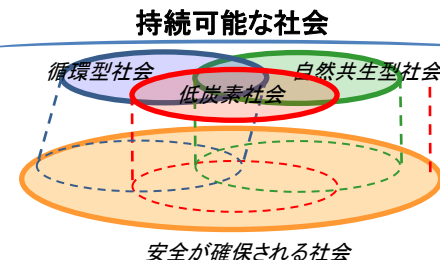 持続可能な社会
循環型社会
自然共生型社会
低炭素社会
安全が確保される社会